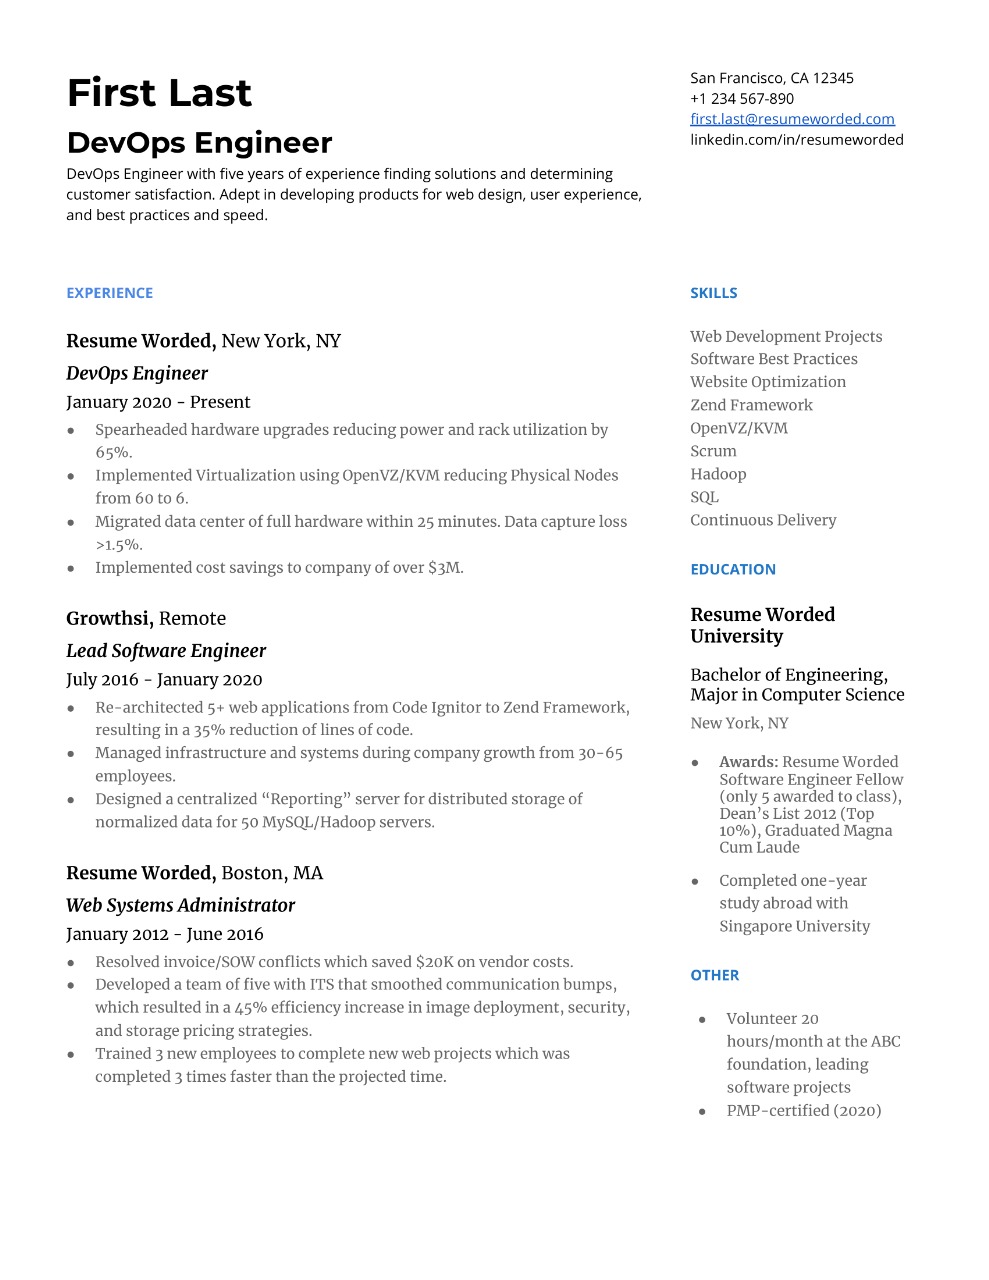 First Last
DevOps Engineer
DevOps Engineer with five years of experience finding solutions and determining
customer satisfaction. Adept in developing products for web design, user experience,
and best practices and speed.
San Francisco, CA 12345
+1 234 567-890
first.last@resumeworded.com
linkedin.com/in/resumeworded
EXPERIENCE
Resume Worded, New York, NY
DevOps Engineer
January 2020 - Present
● Spearheaded hardware upgrades reducing power and rack utilization by
65%.
● Implemented Virtualization using OpenVZ/KVM reducing Physical Nodes
from 60 to 6.
● Migrated data center of full hardware within 25 minutes. Data capture loss
>1.5%.
● Implemented cost savings to company of over $3M.
Growthsi, Remote
Lead Software Engineer
July 2016 - January 2020
● Re-architected 5+ web applications from Code Ignitor to Zend Framework,
resulting in a 35% reduction of lines of code.
● Managed infrastructure and systems during company growth from 30-65
employees.
● Designed a centralized “Reporting” server for distributed storage of
normalized data for 50 MySQL/Hadoop servers.
Resume Worded, Boston, MA
Web Systems Administrator
January 2012 - June 2016
● Resolved invoice/SOW conflicts which saved $20K on vendor costs.
● Developed a team of five with ITS that smoothed communication bumps,
which resulted in a 45% efficiency increase in image deployment, security,
and storage pricing strategies.
● Trained 3 new employees to complete new web projects which was
completed 3 times faster than the projected time.
SKILLS
Web Development Projects
Software Best Practices
Website Optimization
Zend Framework
OpenVZ/KVM
Scrum
Hadoop
SQL
Continuous Delivery
EDUCATION
Resume Worded
University
Bachelor of Engineering,
Major in Computer Science
New York, NY
● Awards: Resume Worded
Software Engineer Fellow
(only 5 awarded to class),
Dean’s List 2012 (Top
10%), Graduated Magna
Cum Laude
● Completed one-year
study abroad with
Singapore University
OTHER
● Volunteer 20
hours/month at the ABC
foundation, leading
software projects
● PMP-certified (2020)